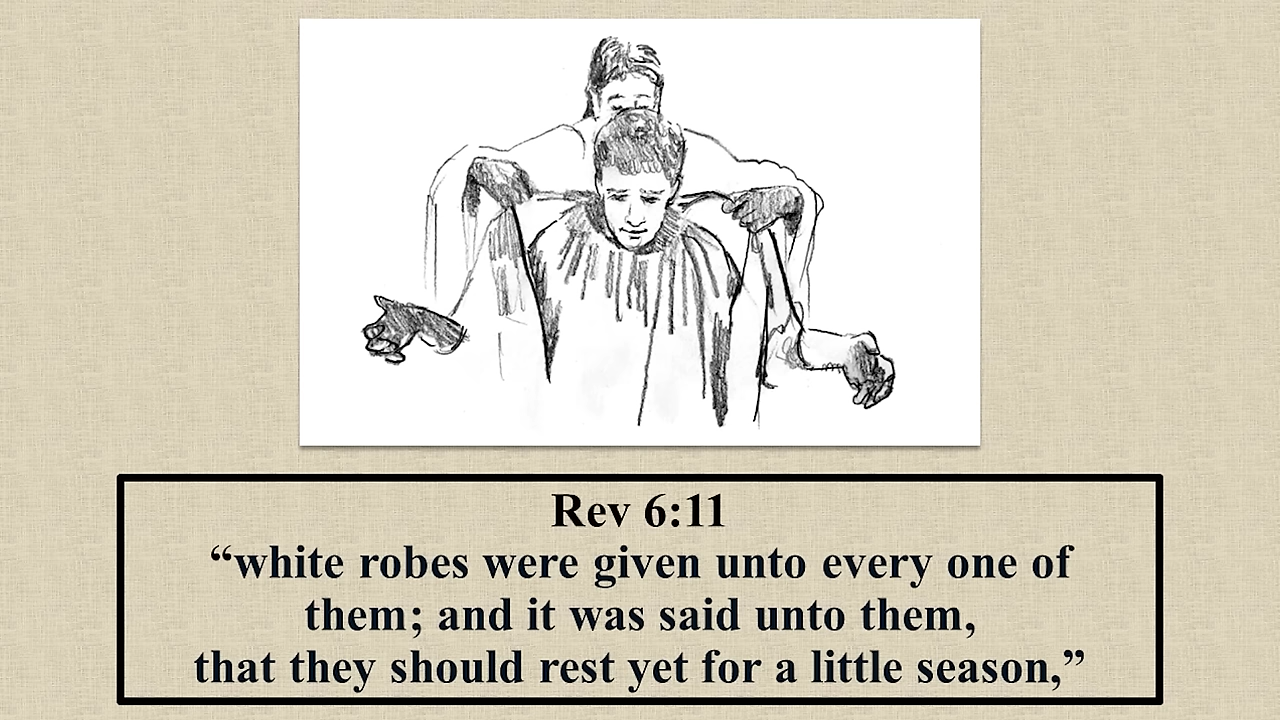 Rev 6:11
“white robes were given unto every one of
them; and it was said unto them,
that they should rest yet for a little season,”